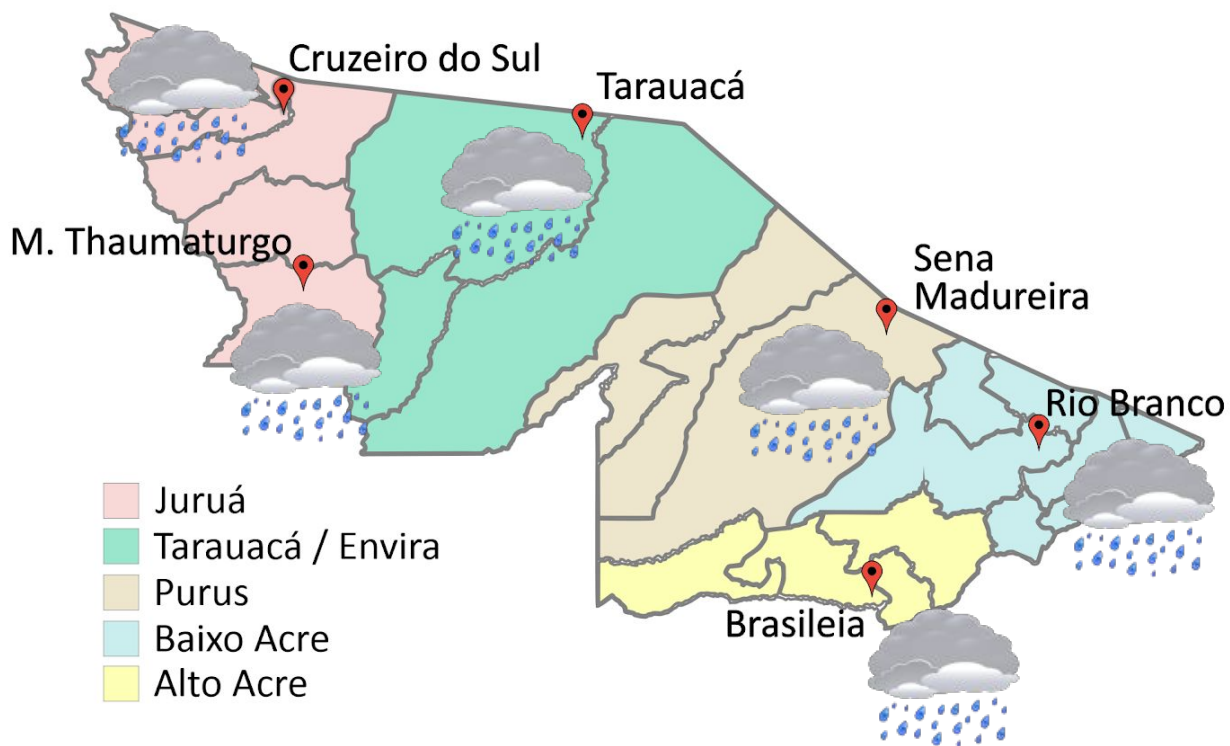 Cruzeiro do Sul
Tarauacá
M. Thaumaturgo
Sena
Madureira
Rio Branco
Brasileia
Juruá
Tarauacá / Envira
Purus
Baixo Acre
Alto Acre